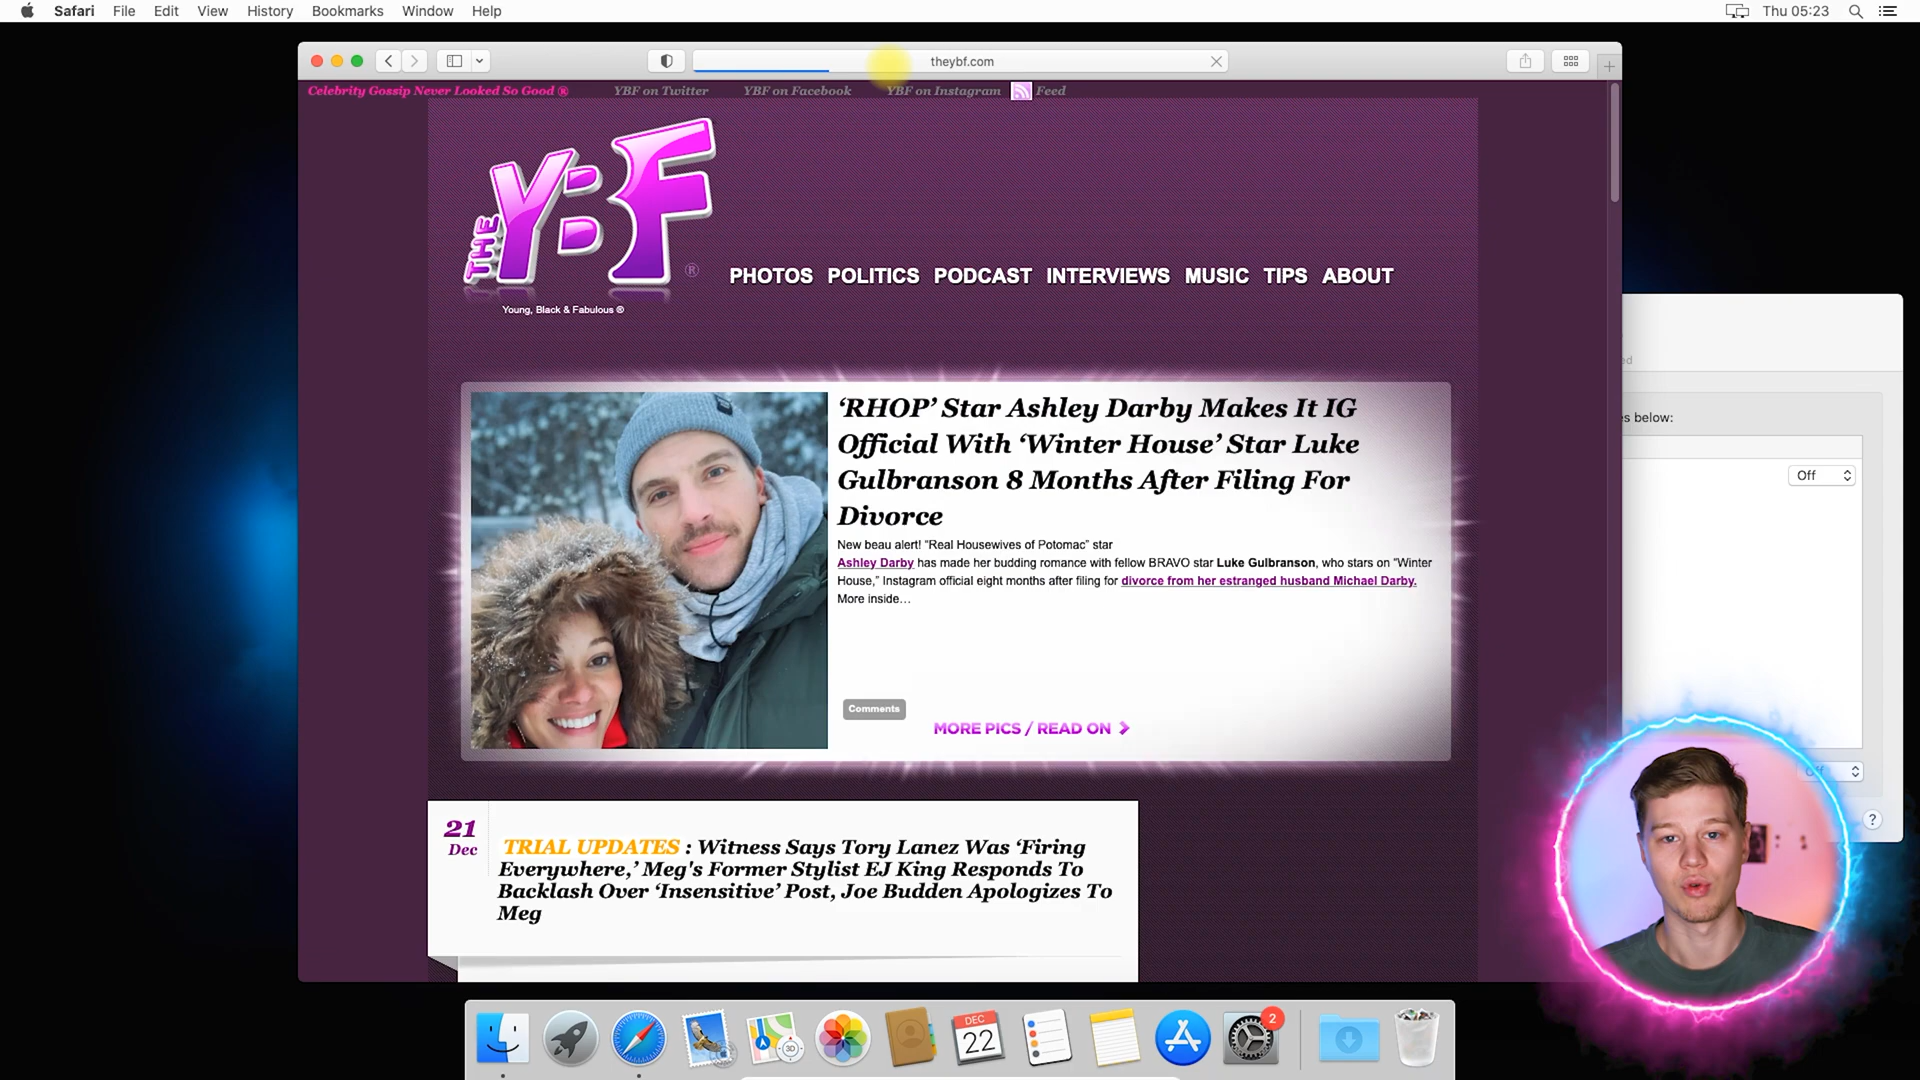 Safari File Edit View History Bookmarks Window Help Thu 05:23
theybf.com
Celebrity Gossip Never Looked So Good ® YBF on Twitter YBF on Facebook YBF on Instagram Feed
THE YBF ®
PHOTOS POLITICS PODCAST INTERVIEWS MUSIC TIPS ABOUT
Young, Black & Fabulous ®
‘RHOP’ Star Ashley Darby Makes It IG
Official With ‘Winter House’ Star Luke
Gulbranson 8 Months After Filing For
Divorce
New beau alert! “Real Housewives of Potomac” star
Ashley Darby has made her budding romance with fellow BRAVO star Luke Gulbranson, who stars on “Winter
House,” Instagram official eight months after filing for divorce from her estranged husband Michael Darby.
More inside…
Comments
MORE PICS / READ ON
21
Dec
TRIAL UPDATES : Witness Says Tory Lanez Was ‘Firing
Everywhere,’ Meg's Former Stylist EJ King Responds To
Backlash Over ‘Insensitive’ Post, Joe Budden Apologizes To
Meg
below:
Off
Off
?
DEC
22
3D
2